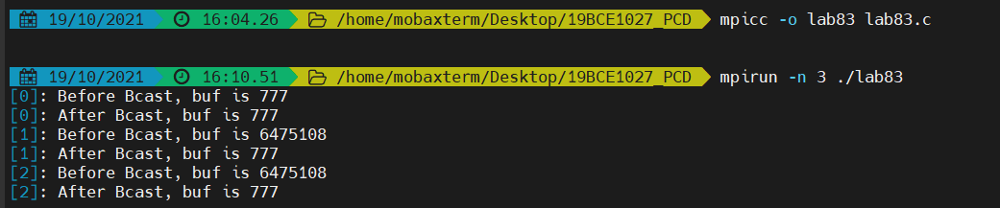 19/10/2021 16:04.26 /home/mobaxterm/Desktop/19BCE1027_PCD mpicc -o lab83 lab83.c
19/10/2021 16:10.51 /home/mobaxterm/Desktop/19BCE1027_PCD mpirun -n 3 ./lab83
[0]: Before Bcast, buf is 777
[0]: After Bcast, buf is 777
[1]: Before Bcast, buf is 6475108
[1]: After Bcast, buf is 777
[2]: Before Bcast, buf is 6475108
[2]: After Bcast, buf is 777